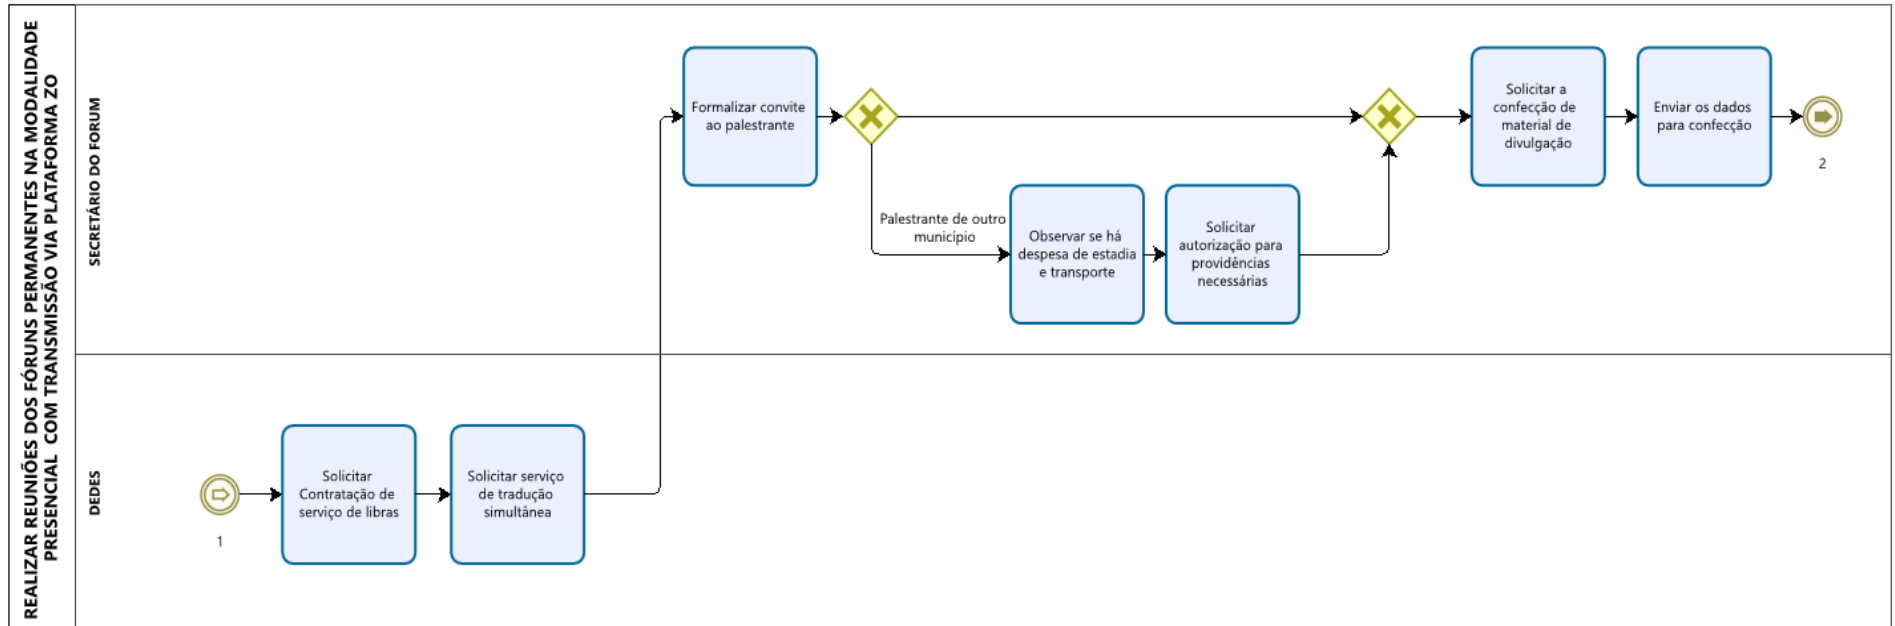 REALIZAR REUNIÕES DOS FÓRUNS PERMANENTES NA MODALIDADE
PRESENCIAL COM TRANSMISSÃO VIA PLATAFORMA ZO
SECRETÁRIO DO FORUM
Formalizar convite
ao palestrante
Palestrante de outro
município
Observar se há
despesa de estadia
e transporte
Solicitar
autorização para
providências
necessárias
Solicitar a
confecção de
material de
divulgação
Enviar os dados
para confecção
2
DEDES
1
Solicitar
Contratação de
serviço de libras
Solicitar serviço
de tradução
simultânea